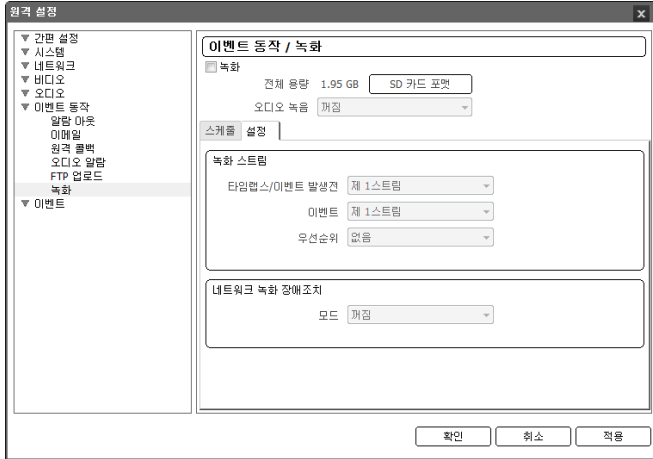 원격 설정
x
간편 설정
시스템
네트워크
비디오
오디오
이벤트 동작
알람 아웃
이메일
원격 콜백
오디오 알람
FTP 업로드
녹화
이벤트
이벤트 동작 / 녹화
녹화
전체 용량 1.95 GB SD 카드 포맷
오디오 녹음 꺼짐
스케쥴 설정
녹화 스트림
타임랩스/이벤트 발생전 제 1스트림
이벤트 제 1스트림
우선순위 없음
네트워크 녹화 장애조치
모드 꺼짐
확인 취소 적용